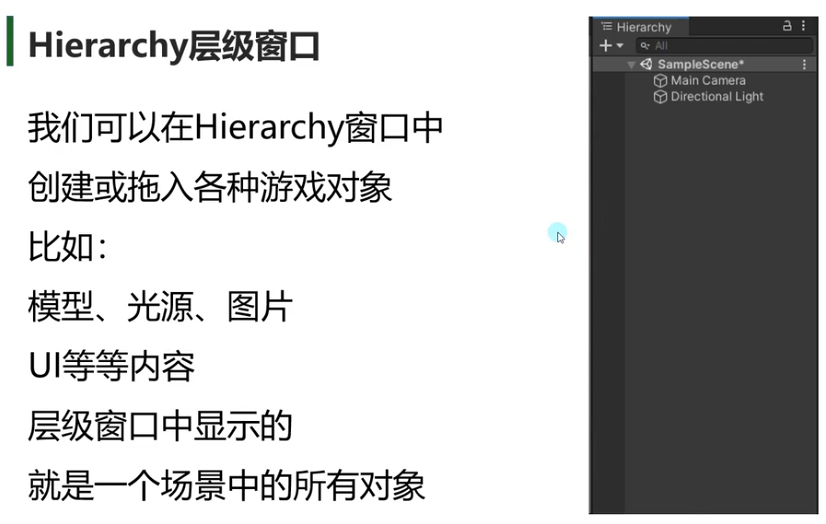 Hierarchy层级窗口
我们可以在Hierarchy窗口中
创建或拖入各种游戏对象
比如：
模型、光源、图片
UI等等内容
层级窗口中显示的
就是一个场景中的所有对象
Hierarchy
All
SampleScene*
Main Camera
Directional Light